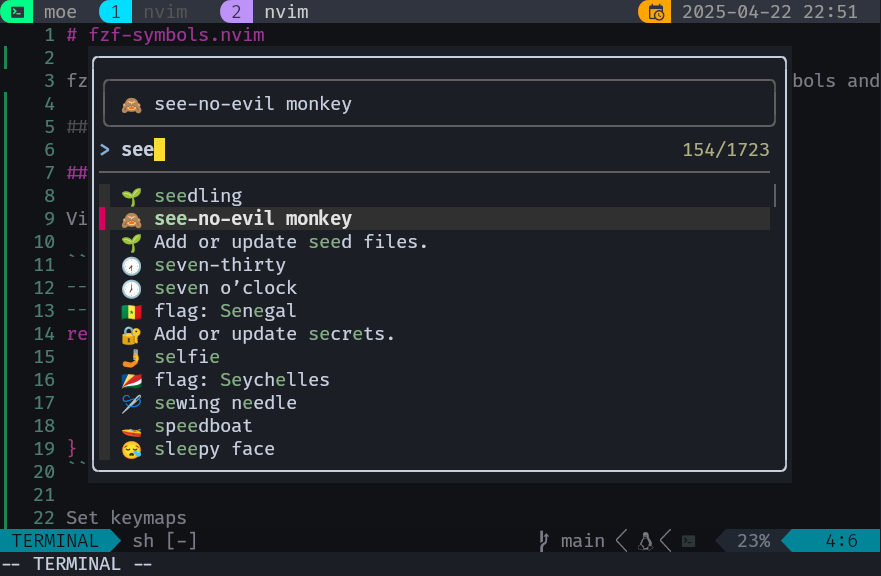 moe 1 nvim 2 nvim 2025-04-22 22:51
1 # fzf-symbols.nvim
2
3 fz bols and
4
5 ##
6
7 ##
8
9 Vi
10
11 ``
12 --
13 --
14 re
15
16
17
18
19 }
20 ``
21
22 Set keymaps
🙈 see-no-evil monkey
> see 154/1723
🌱 seedling
🙈 see-no-evil monkey
🌱 Add or update seed files.
🕢 seven-thirty
🕖 seven o’clock
🇸🇳 flag: Senegal
🔐 Add or update secrets.
🤳 selfie
🇸🇨 flag: Seychelles
🪡 sewing needle
🚤 speedboat
😪 sleepy face
TERMINAL sh [-] main 23% 4:6
-- TERMINAL --